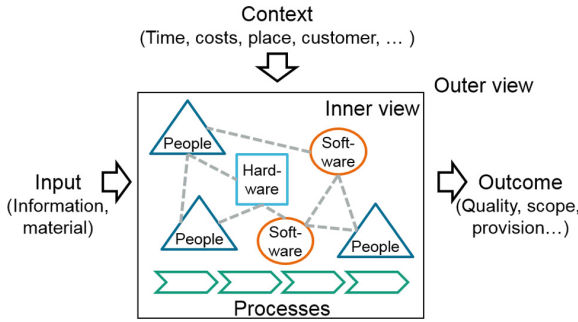 Context
(Time, costs, place, customer, … )
Outer view
Inner view
People
Soft-
ware
Hard-
ware
Input
(Information,
material)
Outcome
(Quality, scope,
provision…)
People
Soft-
ware
People
Processes